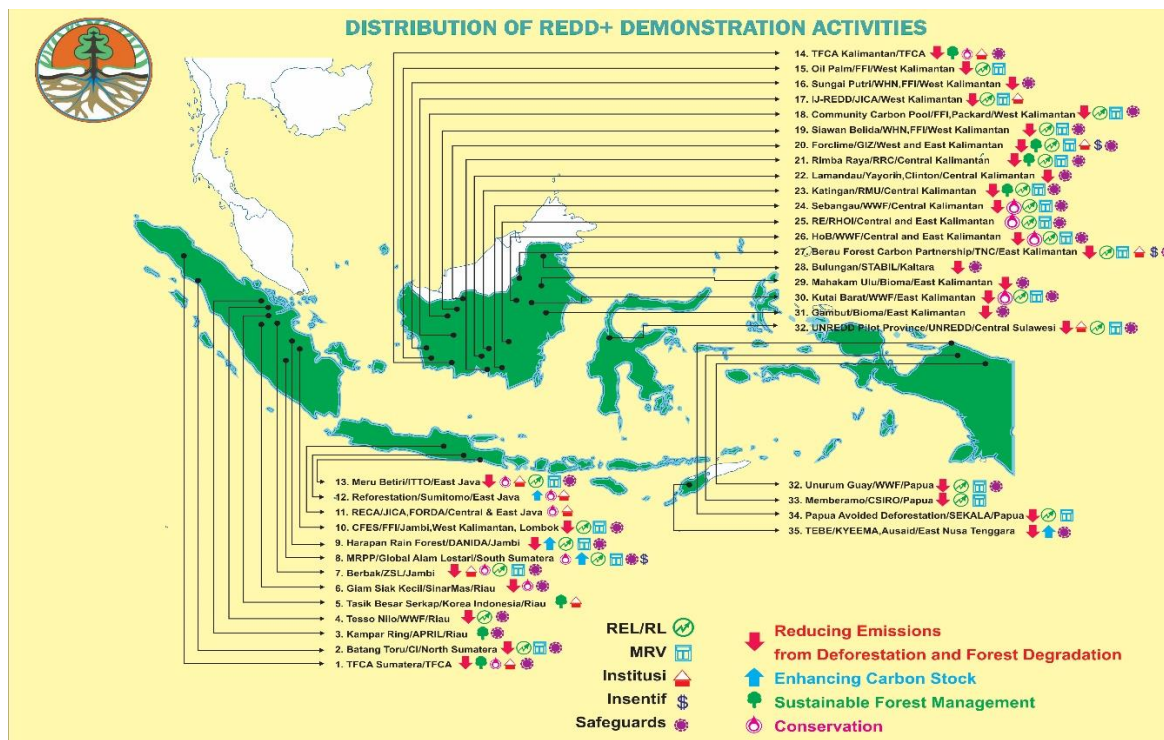 DISTRIBUTION OF REDD+ DEMONSTRATION ACTIVITIES
14. TFCA Kalimantan/TFCA
15. Oil Palm/FFI/West Kalimantan
16. Sungai Putri/WHN,FFI/West Kalimantan
17. IJ-REDD/JICA/West Kalimantan
18. Community Carbon Pool/FFI,Packard/West Kalimantan
19. Siawan Belida/WHN,FFI/West Kalimantan
20. Forclime/GIZ/West and East Kalimantan
21. Rimba Raya/RRC/Central Kalimantan
22. Lamandau/Yayorin,Clinton/Central Kalimantan
23. Katingan/RMU/Central Kalimantan
24. Sebangau/WWF/Central Kalimantan
25. RE/RHOI/Central and East Kalimantan
26. HoB/WWF/Central and East Kalimantan
27. Berau Forest Carbon Partnership/TNC/East Kalimantan
28. Bulungan/STABIL/Kaltara
29. Mahakam Ulu/Bioma/East Kalimantan
30. Kutai Barat/WWF/East Kalimantan
31. Gambut/Bioma/East Kalimantan
32. UNREDD Pilot Province/UNREDD/Central Sulawesi
13. Meru Betiri/ITTO/East Java
12. Reforestation/Sumitomo/East Java
11. RECA/JICA,FORDA/Central & East Java
10. CFES/FFI/Jambi,West Kalimantan, Lombok
9. Harapan Rain Forest/DANIDA/Jambi
8. MRPP/Global Alam Lestari/South Sumatera
7. Berbak/ZSL/Jambi
6. Giam Siak Kecil/SinarMas/Riau
5. Tasik Besar Serkap/Korea Indonesia/Riau
4. Tesso Nilo/WWF/Riau
3. Kampar Ring/APRIL/Riau
2. Batang Toru/CI/North Sumatera
1. TFCA Sumatera/TFCA
32. Unurum Guay/WWF/Papua
33. Memberamo/CSIRO/Papua
34. Papua Avoided Deforestation/SEKALA/Papua
35. TEBE/KYEEMA,Ausaid/East Nusa Tenggara
REL/RL
MRV
Institusi
Insentif $
Safeguards
Reducing Emissions
from Deforestation and Forest Degradation
Enhancing Carbon Stock
Sustainable Forest Management
Conservation